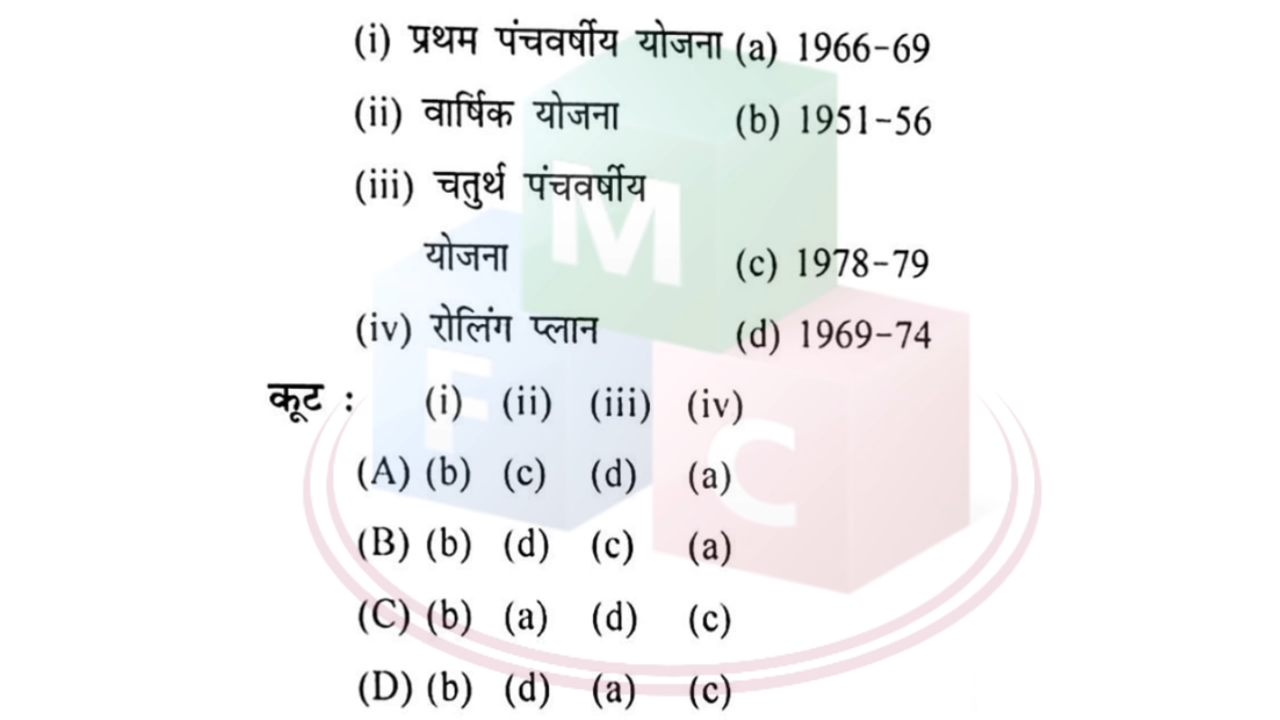 (i) प्रथम पंचवर्षीय योजना (a) 1966-69
(ii) वार्षिक योजना (b) 1951-56
(iii) चतुर्थ पंचवर्षीय
योजना (c) 1978-79
(iv) रोलिंग प्लान (d) 1969-74
कूट : (i) (ii) (iii) (iv)
(A) (b) (c) (d) (a)
(B) (b) (d) (c) (a)
(C) (b) (a) (d) (c)
(D) (b) (d) (a) (c)
M
F
C